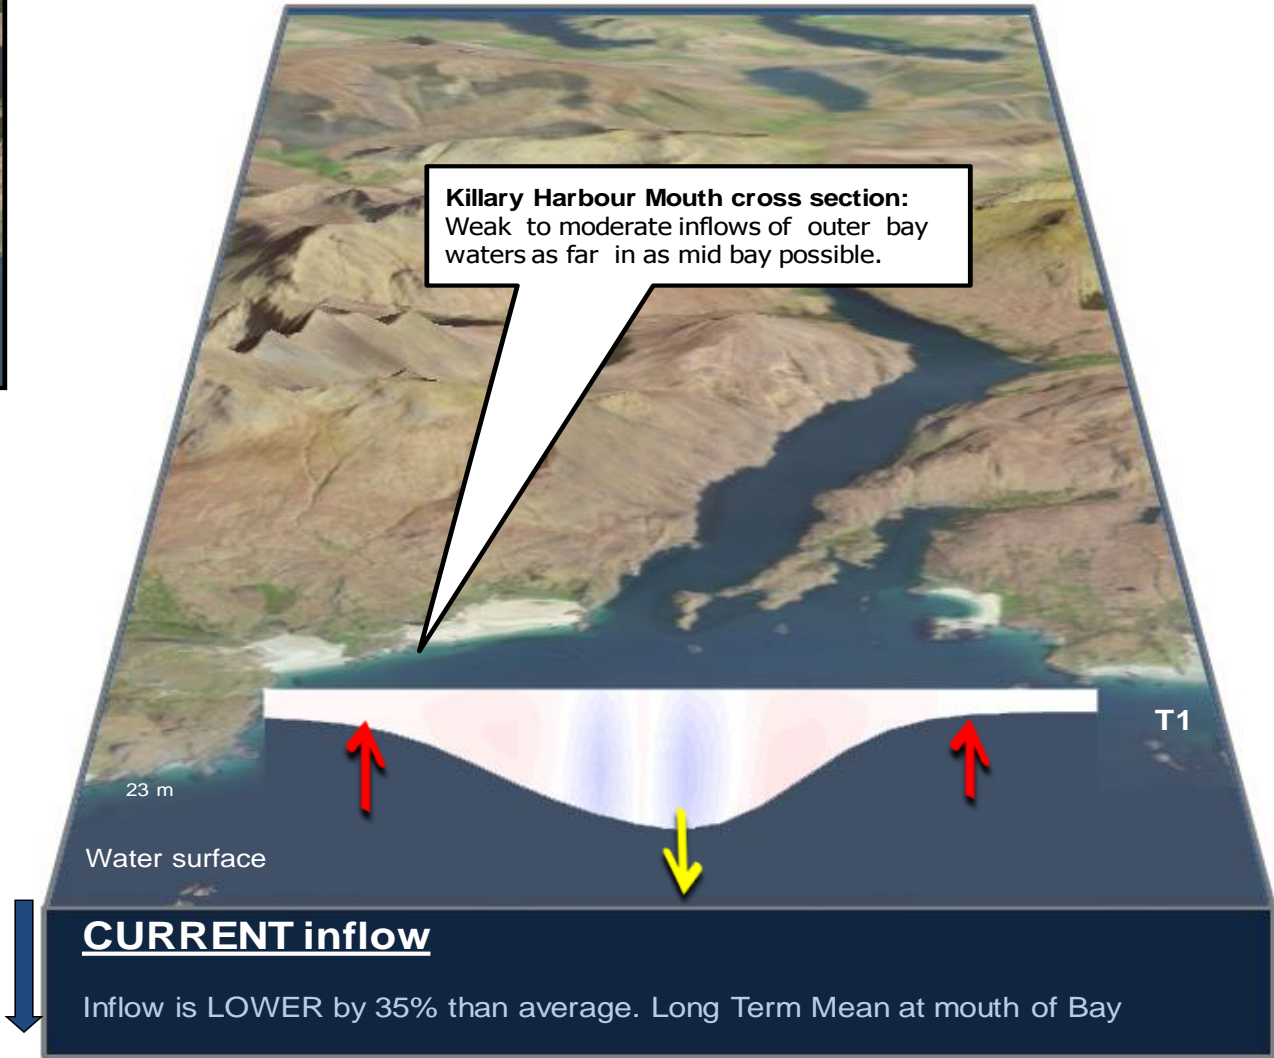 Killary Harbour Mouth cross section:
Weak to moderate inflows of outer bay
waters as far in as mid bay possible.
T1
23 m
Water surface
CURRENT inflow
Inflow is LOWER by 35% than average. Long Term Mean at mouth of Bay